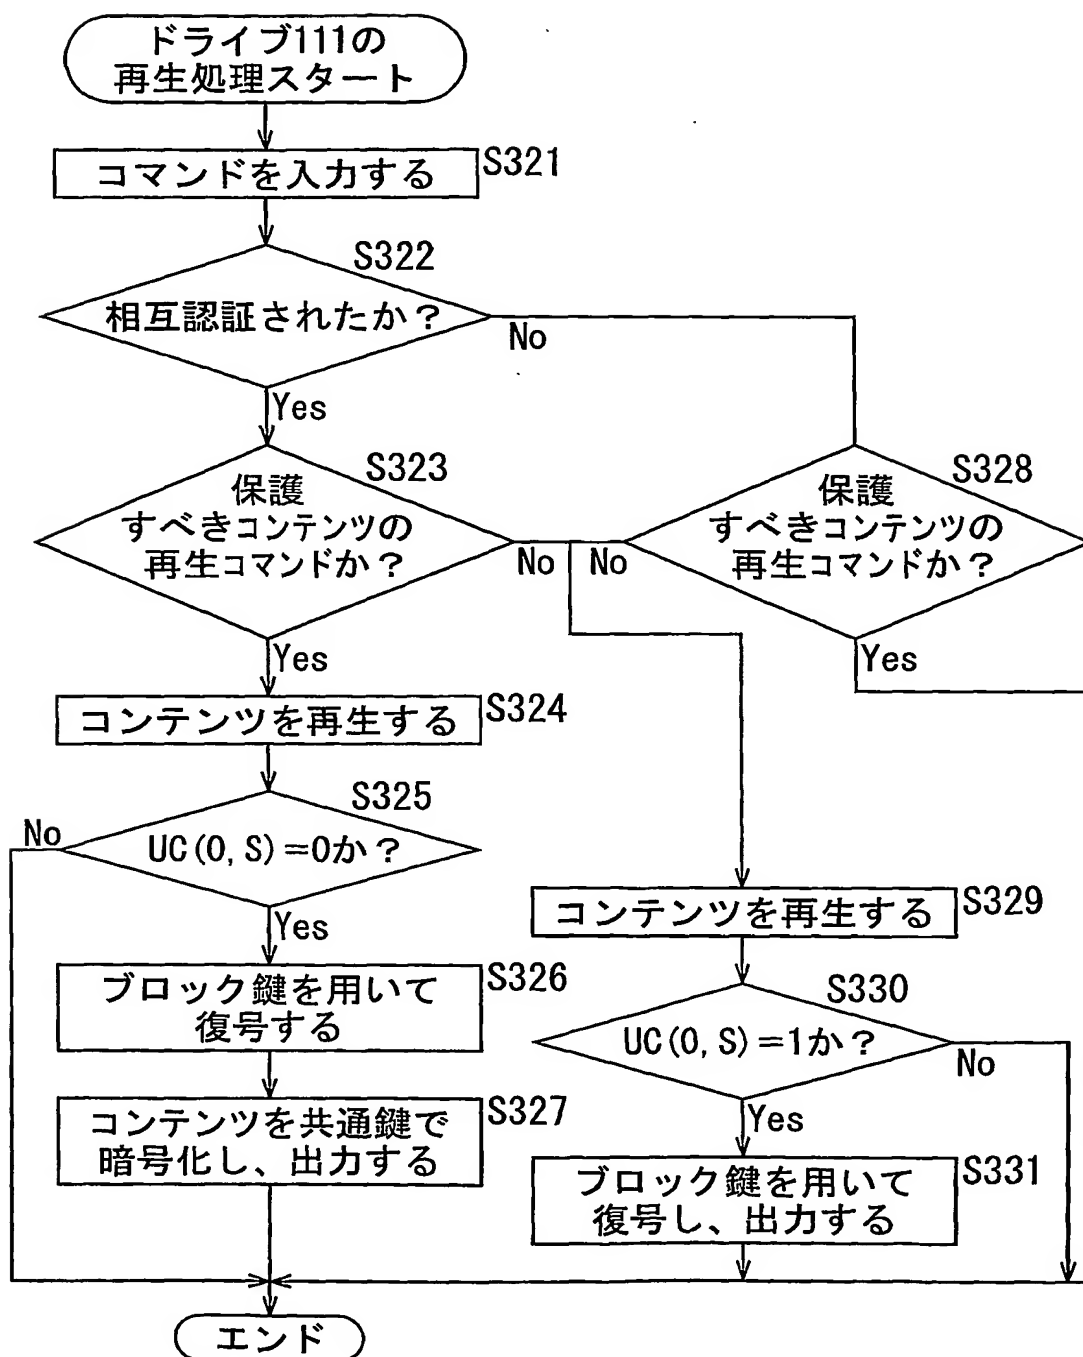 ドライブ111の
再生処理スタート
コマンドを入力する
S321
S322
相互認証されたか？
No
Yes
S323
保護
すべきコンテンツの
再生コマンドか？
No
Yes
S328
保護
すべきコンテンツの
再生コマンドか？
No
Yes
コンテンツを再生する
S324
S325
UC(O,S)=0か？
No
Yes
ブロック鍵を用いて
復号する
S326
コンテンツを共通鍵で
暗号化し、出力する
S327
コンテンツを再生する
S329
S330
UC(O,S)=1か？
No
Yes
ブロック鍵を用いて
復号し、出力する
S331
エンド